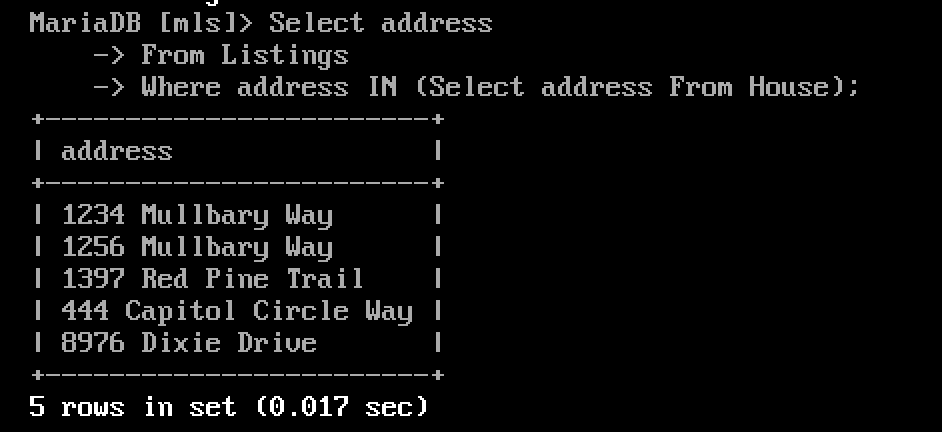 MariaDB [mls]> Select address
    -> From Listings
    -> Where address IN (Select address From House);
+------------------------+
| address                |
+------------------------+
| 1234 Mullbary Way      |
| 1256 Mullbary Way      |
| 1397 Red Pine Trail    |
| 444 Capitol Circle Way |
| 8976 Dixie Drive       |
+------------------------+
5 rows in set (0.017 sec)